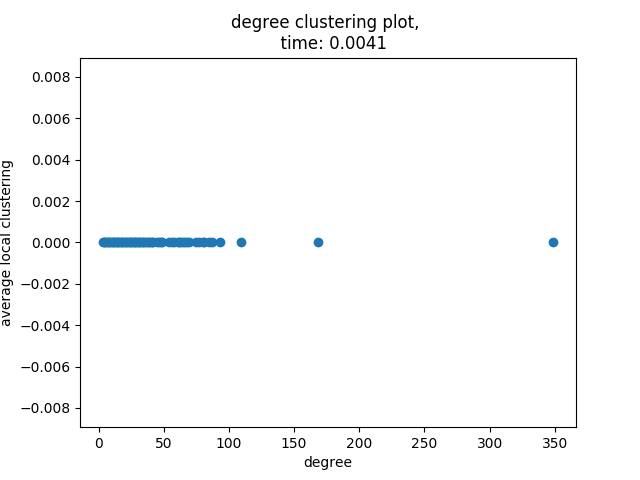 degree clustering plot,
time: 0.0041
average local clustering
0.008
0.006
0.004
0.002
0.000
−0.002
−0.004
−0.006
−0.008
0 50 100 150 200 250 300 350
degree